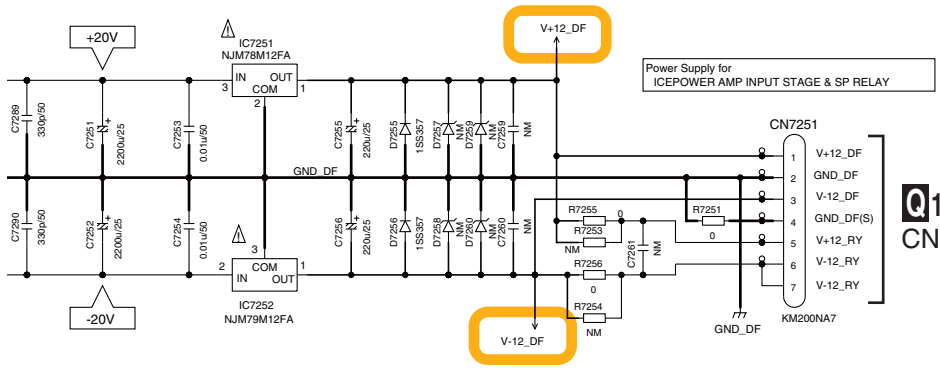 V+12_DF
+20V
IC7251
NJM78M12FA
IN
OUT
3
COM
1
2
Power Supply for
ICEPOWER AMP INPUT STAGE & SP RELAY
C7289
330p/50
C7251
+
2200u/25
C7253
0.01u/50
C7255
+
220u/25
D7255
1SS357
D7257
NM
D7259
NM
C7259
NM
CN7251
1
V+12_DF
GND_DF
2
GND_DF
3
V-12_DF
4
GND_DF(S)
5
V+12_RY
6
V-12_RY
7
V-12_RY
KM200NA7
Q1
CN
R7251
0
R7255
0
R7253
NM
C7261
NM
R7256
0
R7254
NM
GND_DF
C7290
330p/50
C7252
+
2200u/25
C7254
0.01u/50
C7256
+
220u/25
D7256
1SS357
D7258
NM
D7260
NM
C7260
NM
3
2
COM
1
IN
OUT
IC7252
NJM79M12FA
-20V
V-12_DF